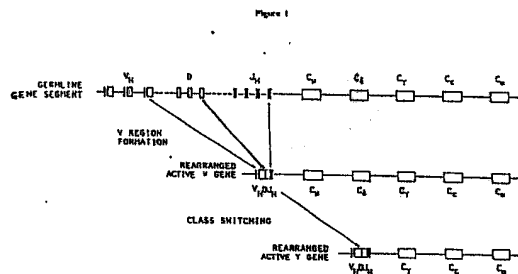 Figure 1
V_H D J_H C_μ C_δ C_γ C_ε C_α
GERMLINE
GENE SEGMENT
V REGION
FORMATION
REARRANGED
ACTIVE μ GENE
V_H D J_H C_μ C_δ C_γ C_ε C_α
CLASS SWITCHING
REARRANGED
ACTIVE γ GENE
V_H D J_H C_γ C_ε C_α